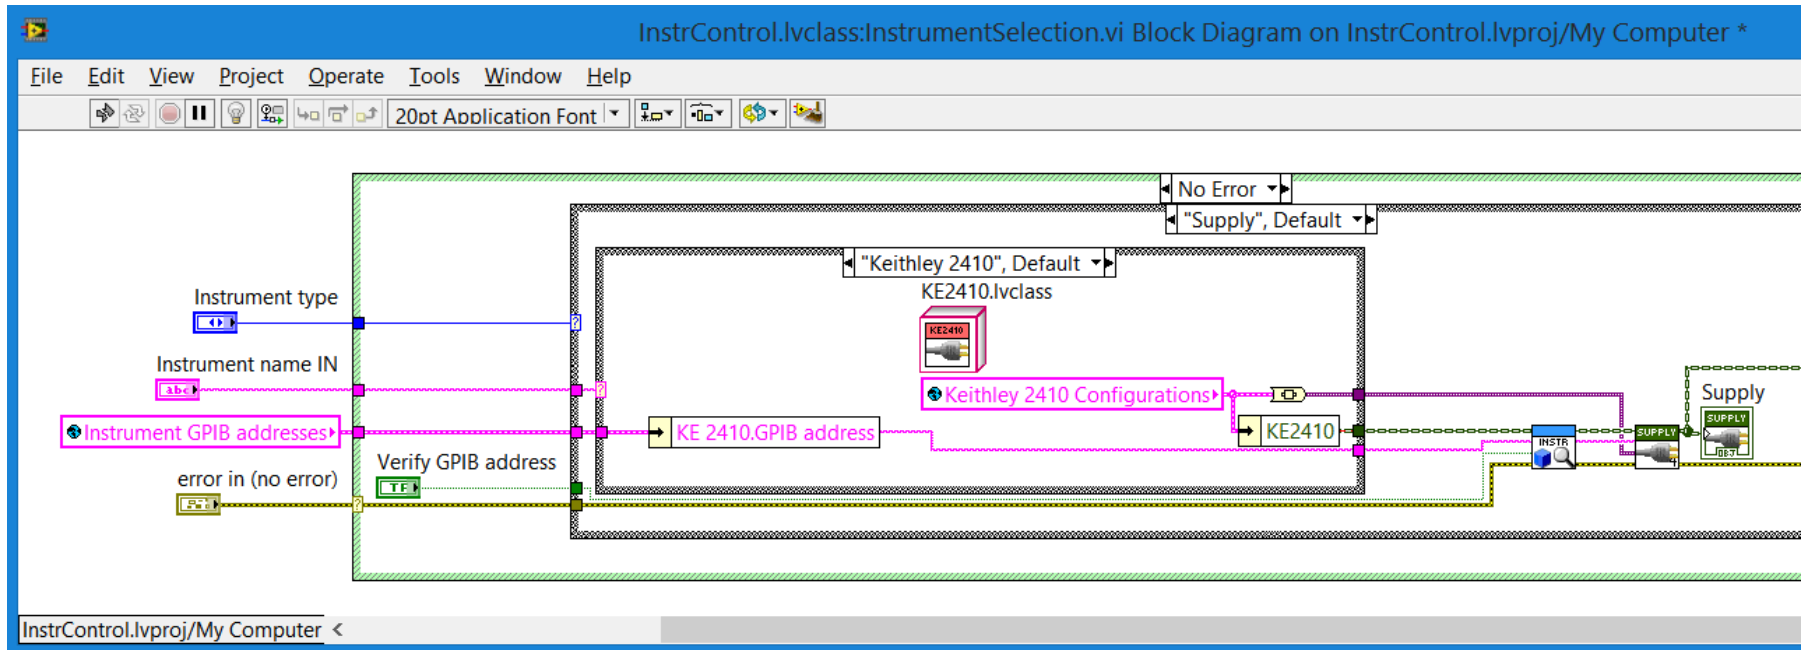 InstrControl.lvclass:InstrumentSelection.vi Block Diagram on InstrControl.lvproj/My Computer *
File Edit View Project Operate Tools Window Help
20pt Application Font
No Error
"Supply", Default
"Keithley 2410", Default
KE2410.lvclass
KE2410
Instrument type
Instrument name IN
abc
Keithley 2410 Configurations
Supply
SUPPLY
OBJ
Instrument GPIB addresses
KE 2410.GPIB address
KE2410
INSTR
SUPPLY
Verify GPIB address
TF
error in (no error)
InstrControl.lvproj/My Computer